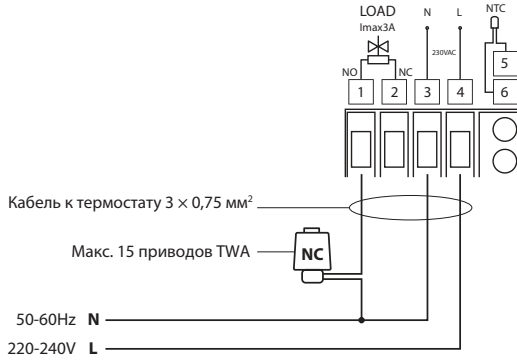 LOAD N L NTC
Imax3A
230VAC
NO NC 5
1 2 3 4 6
Кабель к термостату 3 × 0,75 мм²
Макс. 15 приводов TWA NC
50-60Hz N
220-240V L